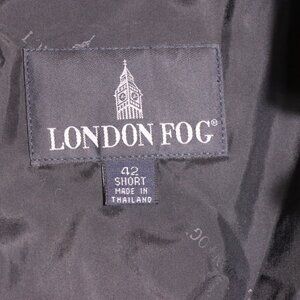 LONDON FOG®
42
SHORT
MADE IN
THAILAND